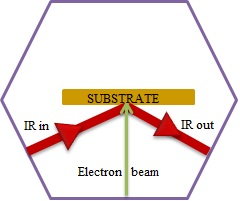 SUBSTRATE
IR in
IR out
Electron beam